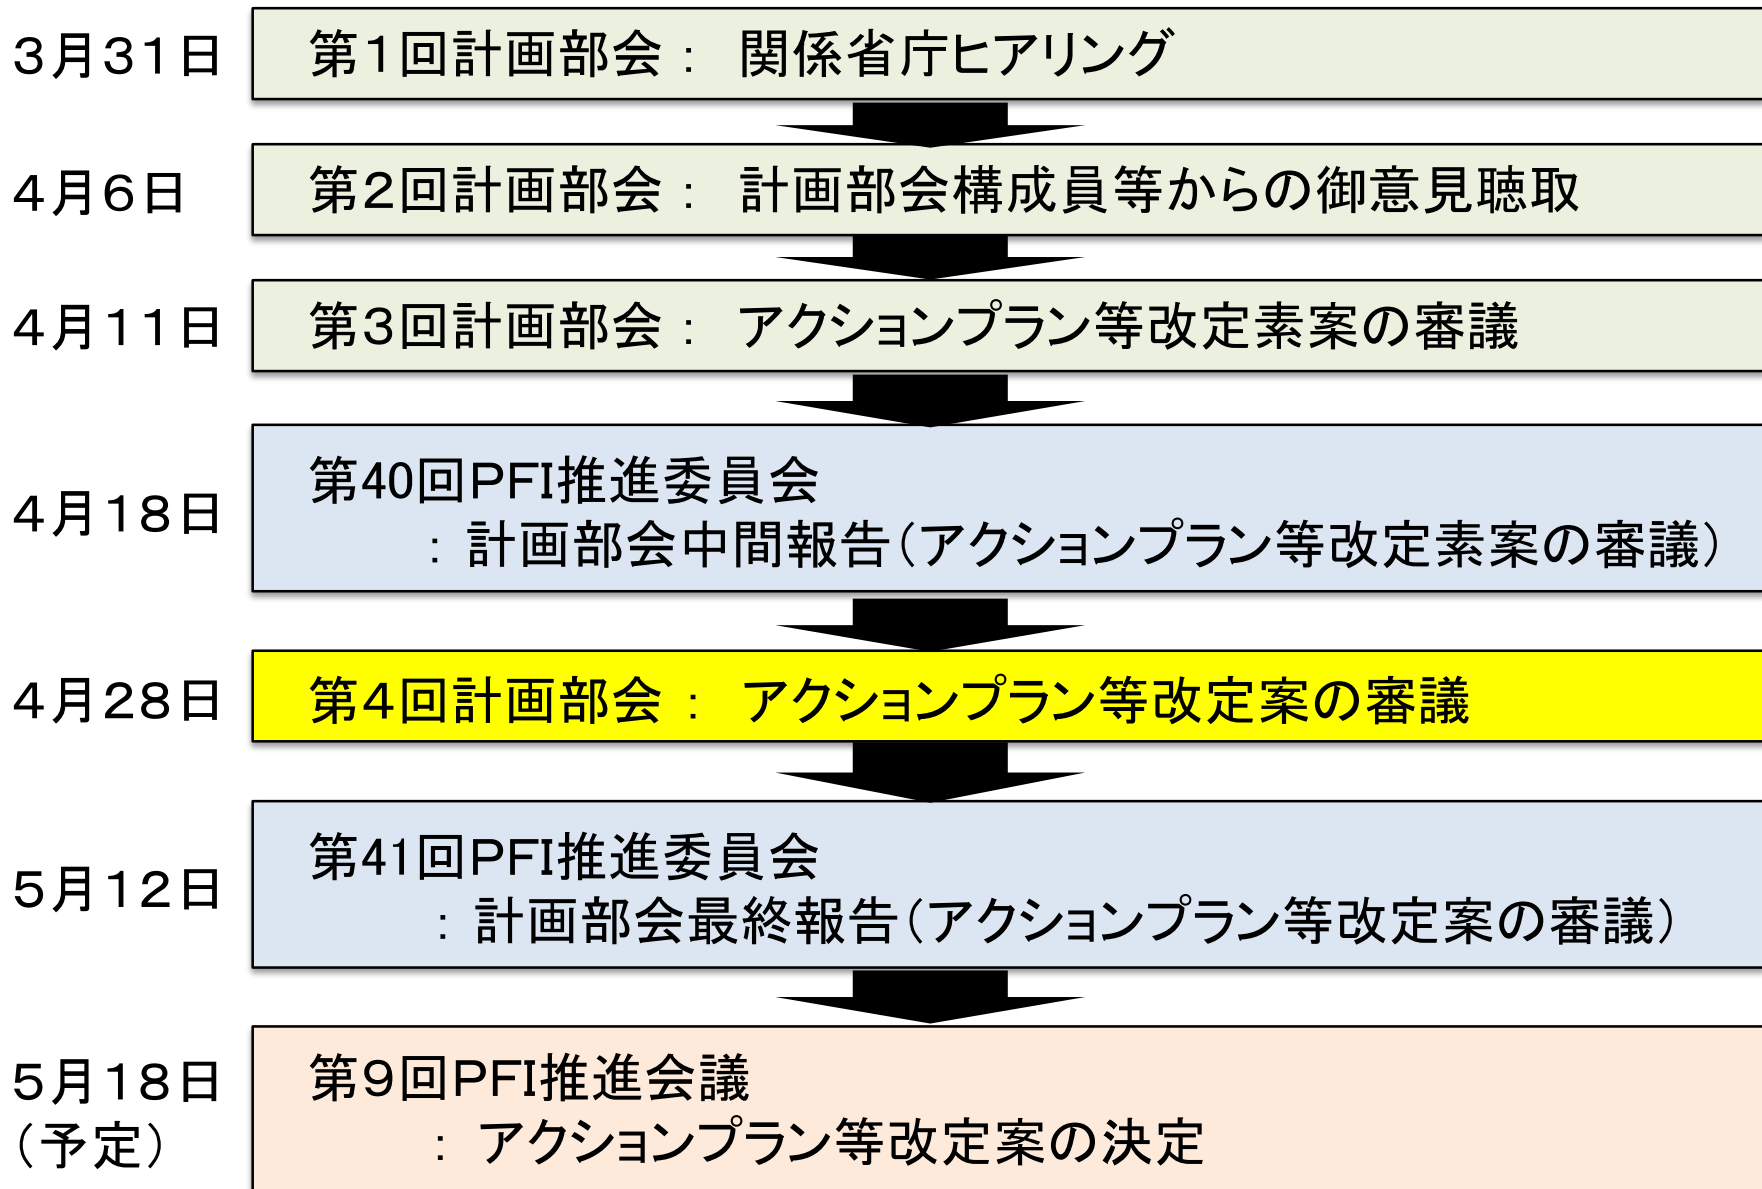 3月31日 第1回計画部会： 関係省庁ヒアリング
4月6日 第2回計画部会： 計画部会構成員等からの御意見聴取
4月11日 第3回計画部会： アクションプラン等改定素案の審議
第40回PFI推進委員会
4月18日 ：計画部会中間報告（アクションプラン等改定素案の審議）
4月28日 第4回計画部会： アクションプラン等改定案の審議
第41回PFI推進委員会
5月12日 ：計画部会最終報告（アクションプラン等改定案の審議）
5月18日 第9回PFI推進会議
（予定） ：アクションプラン等改定案の決定